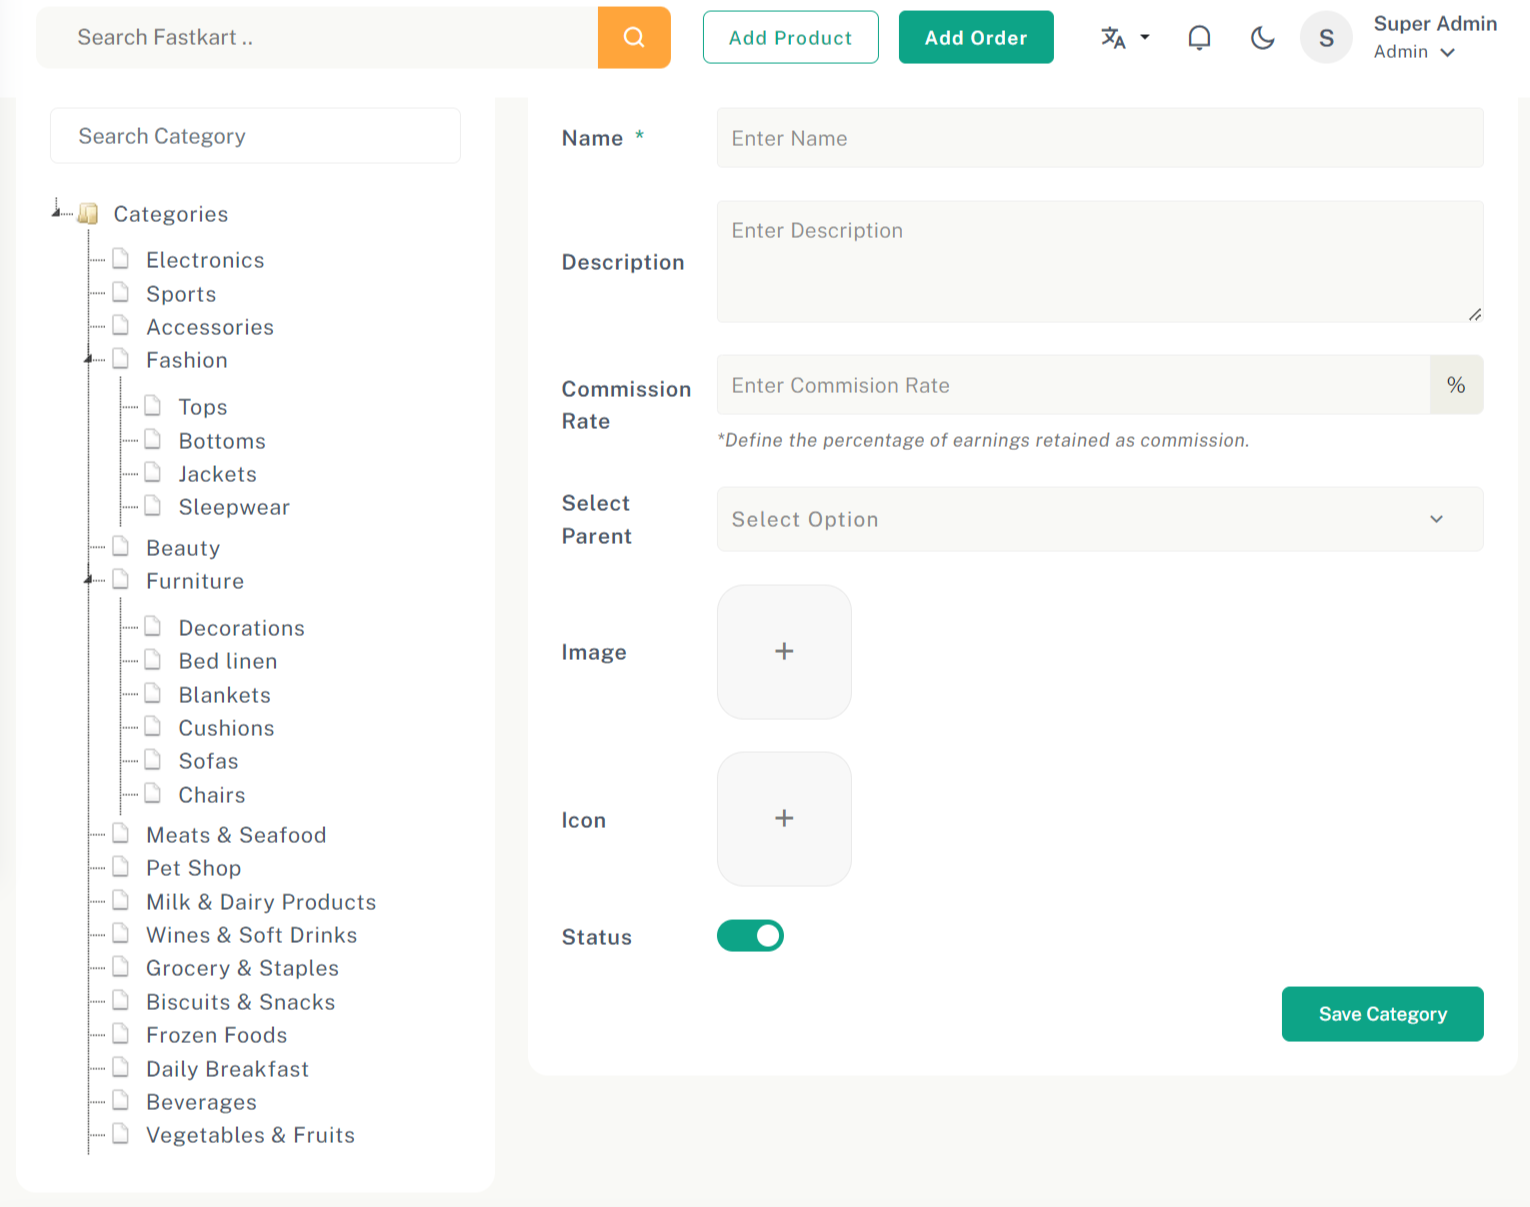 Search Fastkart ..
Add Product
Add Order
S
Super Admin
Admin
Search Category
Categories
Electronics
Sports
Accessories
Fashion
Tops
Bottoms
Jackets
Sleepwear
Beauty
Furniture
Decorations
Bed linen
Blankets
Cushions
Sofas
Chairs
Meats & Seafood
Pet Shop
Milk & Dairy Products
Wines & Soft Drinks
Grocery & Staples
Biscuits & Snacks
Frozen Foods
Daily Breakfast
Beverages
Vegetables & Fruits
Name *
Enter Name
Description
Enter Description
Commission
Rate
Enter Commision Rate
%
*Define the percentage of earnings retained as commission.
Select
Parent
Select Option
Image
+
Icon
+
Status
Save Category